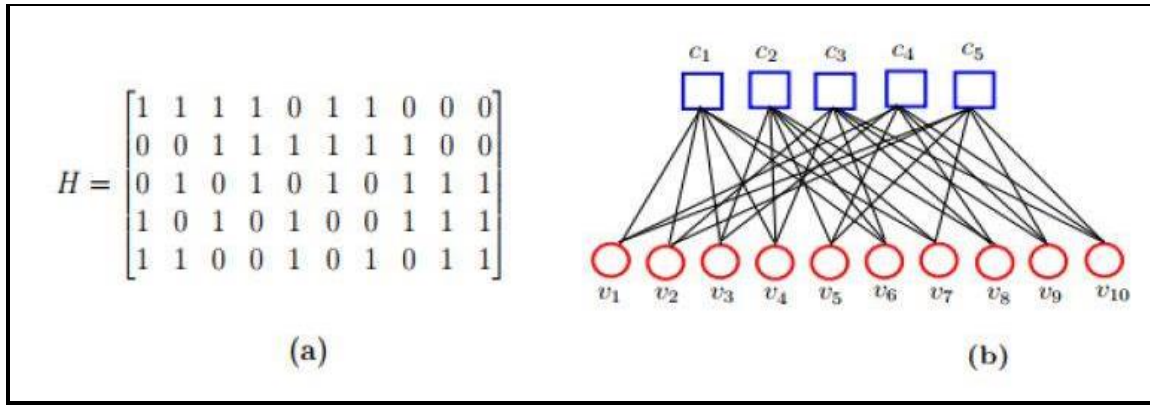 H =
1 1 1 1 0 1 1 0 0 0
0 0 1 1 1 1 1 1 0 0
0 1 0 1 0 1 0 1 1 1
1 0 1 0 1 0 0 1 1 1
1 1 0 0 1 0 1 0 1 1
(a)
c₁ c₂ c₃ c₄ c₅
v₁ v₂ v₃ v₄ v₅ v₆ v₇ v₈ v₉ v₁₀
(b)